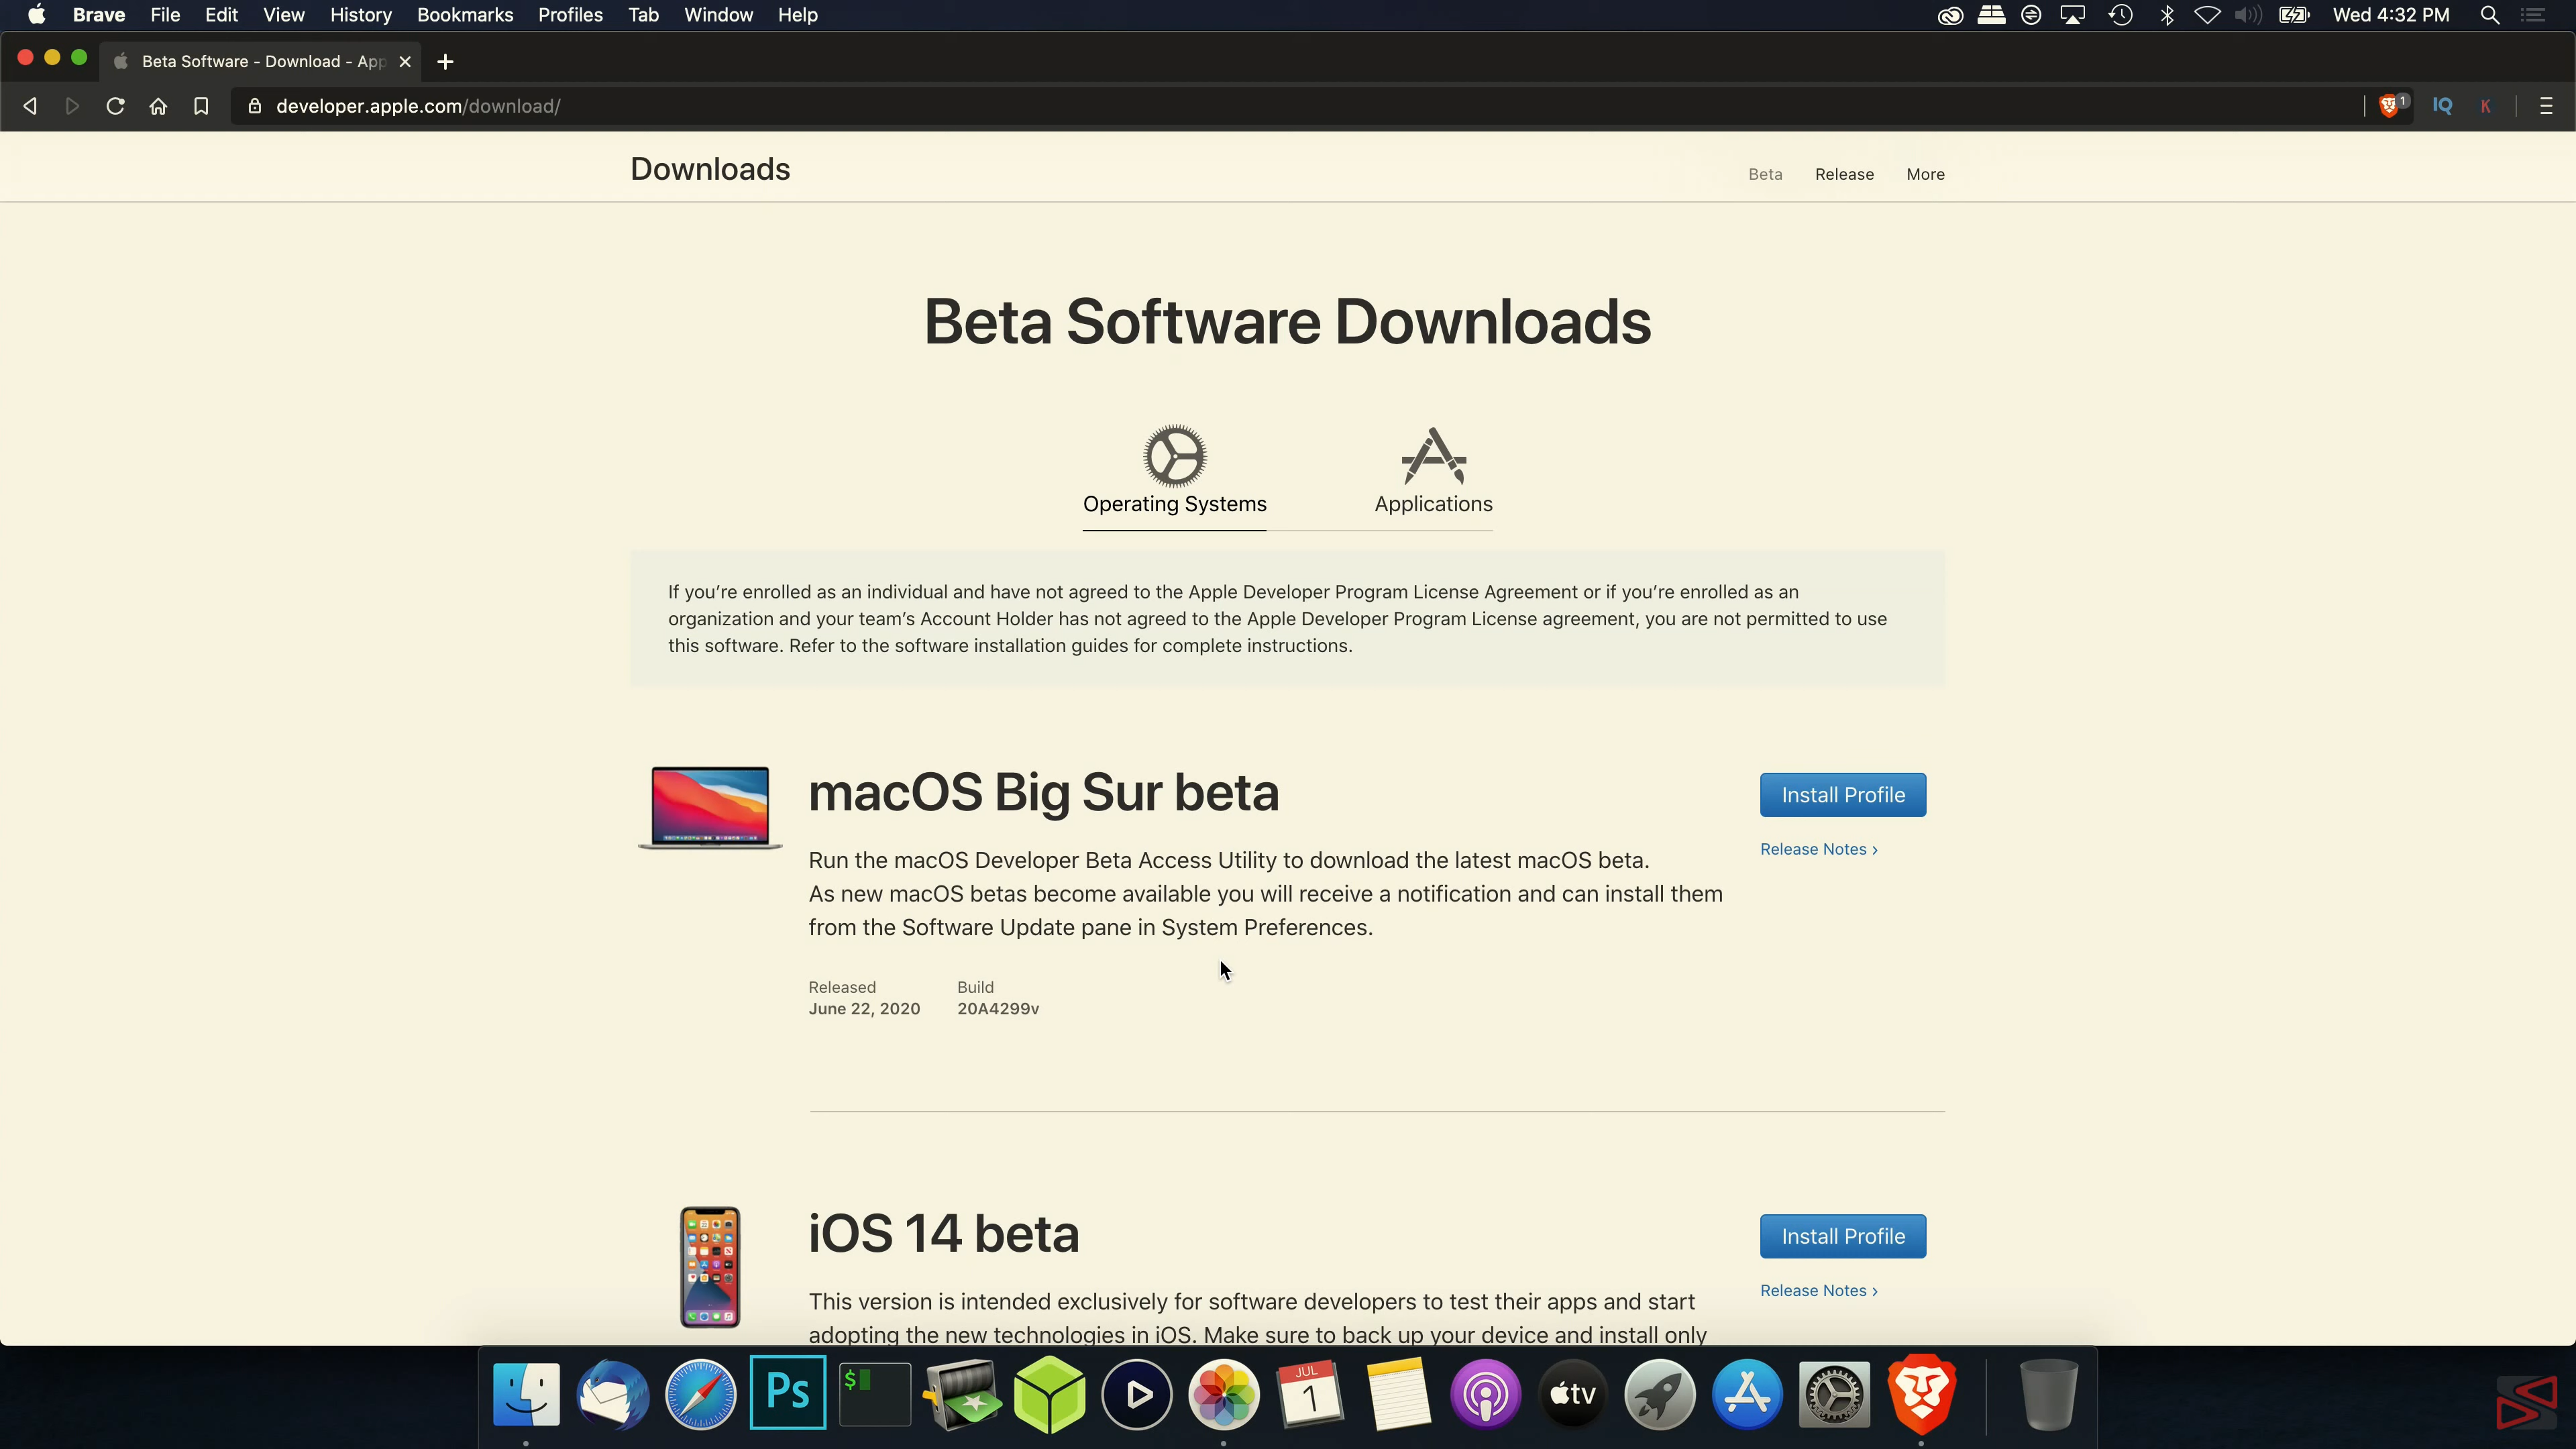 Brave File Edit View History Bookmarks Profiles Tab Window Help Wed 4:32 PM
Beta Software - Download - App
developer.apple.com/download/ 1 IQ K
Downloads Beta Release More
Beta Software Downloads
Operating Systems Applications
If you’re enrolled as an individual and have not agreed to the Apple Developer Program License Agreement or if you’re enrolled as an
organization and your team’s Account Holder has not agreed to the Apple Developer Program License agreement, you are not permitted to use
this software. Refer to the software installation guides for complete instructions.
macOS Big Sur beta Install Profile
Release Notes ›
Run the macOS Developer Beta Access Utility to download the latest macOS beta.
As new macOS betas become available you will receive a notification and can install them
from the Software Update pane in System Preferences.
Released Build
June 22, 2020 20A4299v
iOS 14 beta Install Profile
Release Notes ›
This version is intended exclusively for software developers to test their apps and start
adopting the new technologies in iOS. Make sure to back up your device and install only
Ps $ JUL 1 tv